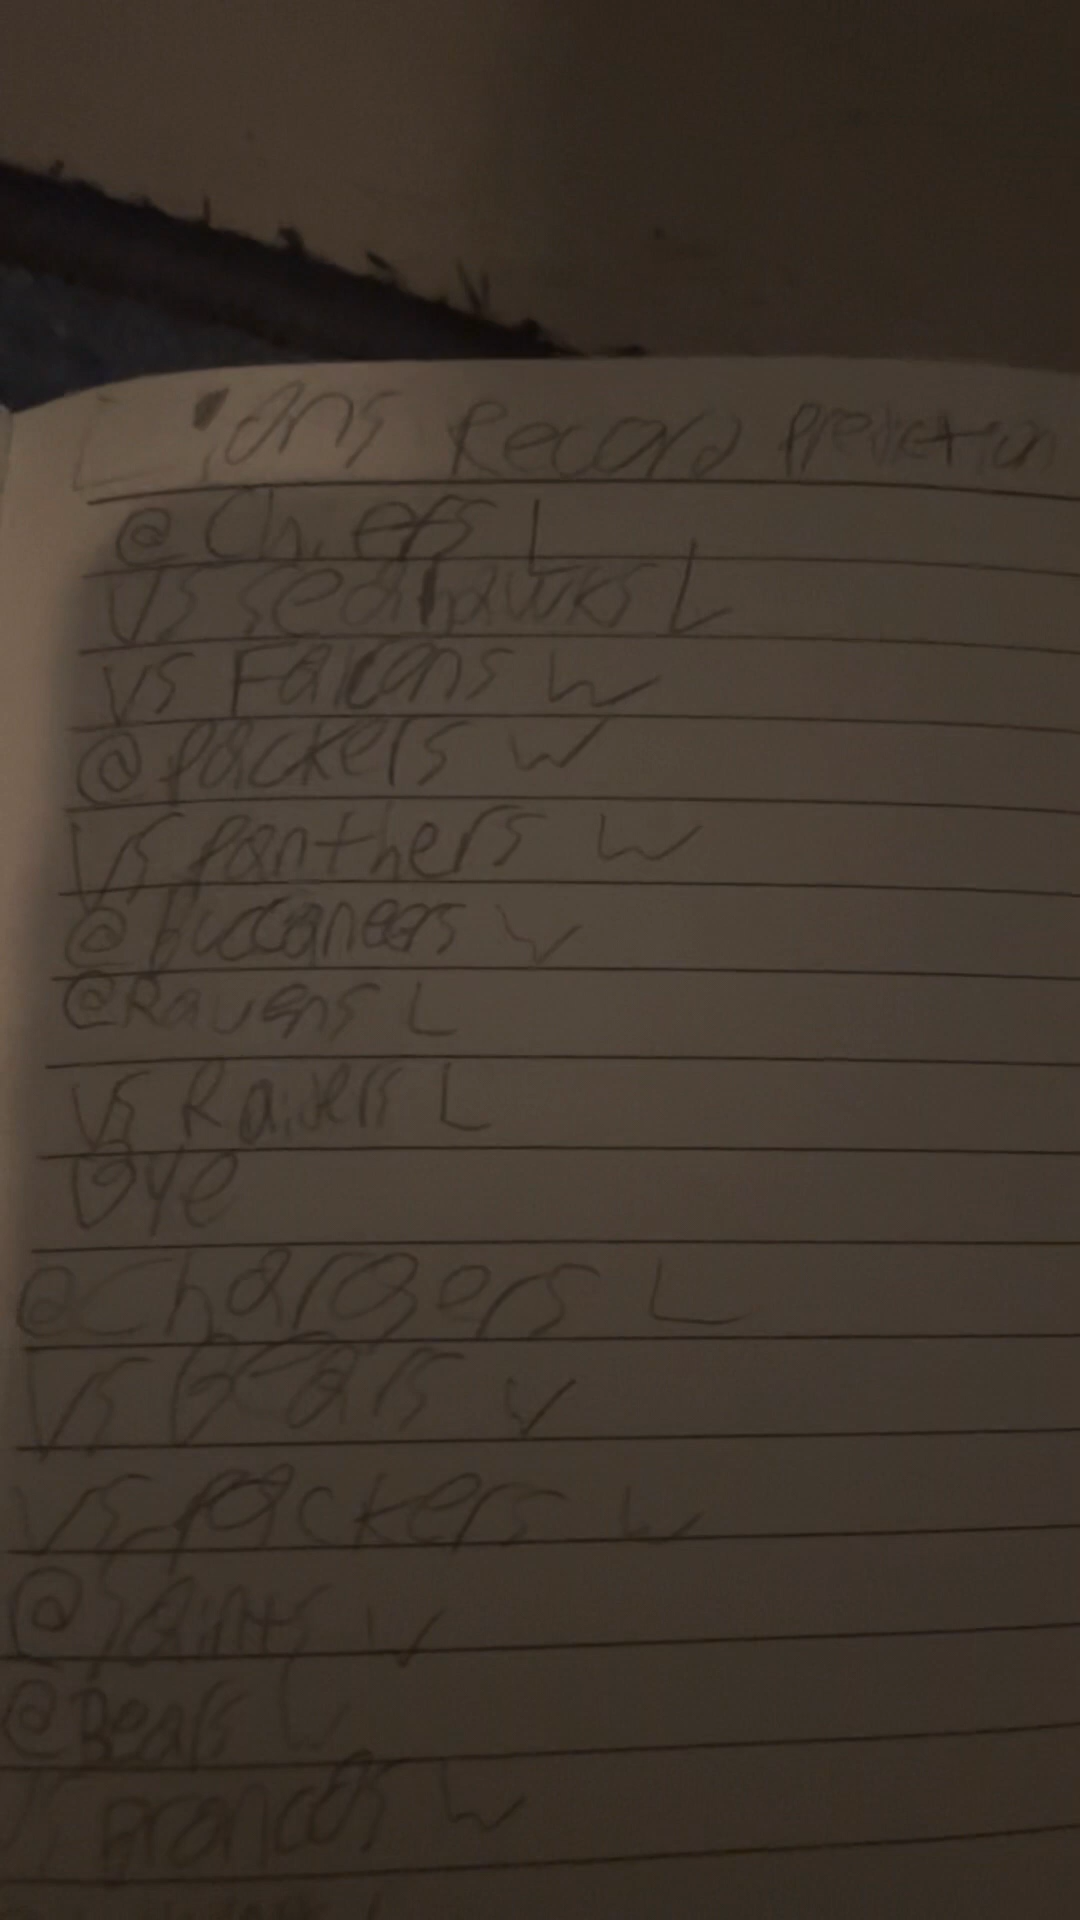 ions Record Prediction
@ Chiefs L
Vs seahawks L
VS Falcons W
@ Packers W
Vs panthers W
@ buccaneers W
@Ravens L
VS Raiders L
bye
@Chargers L
Vs bears W
Vs packers W
@ Saints W
@Bears L
Vs Broncos W